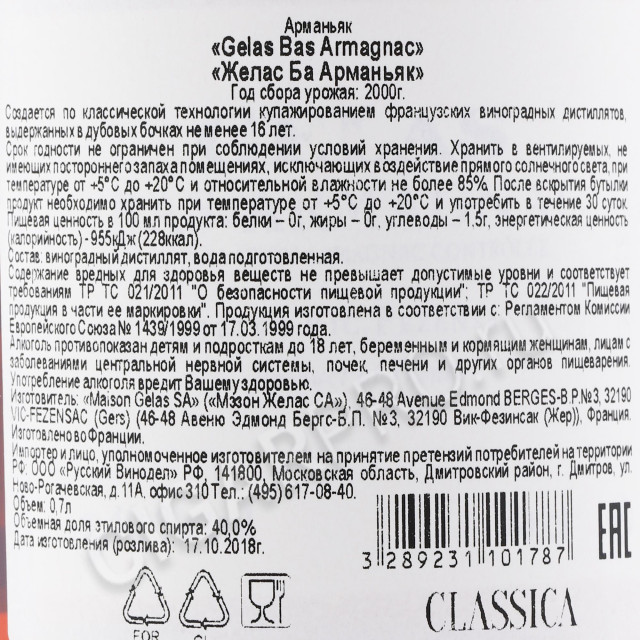 Арманьяк
«Gelas Bas Armagnac»
«Желас Ба Арманьяк»
Год сбора урожая: 2000г.
Создается по классической технологии купажированием французских виноградных дистиллятов,
выдержанных в дубовых бочках не менее 16 лет.
Срок годности не ограничен при соблюдении условий хранения. Хранить в вентилируемых, не
имеющих постороннего запаха помещениях, исключающих воздействие прямого солнечного света, при
температуре от +5°С до +20°С и относительной влажности не более 85%. После вскрытия бутылки
продукт необходимо хранить при температуре от +5°С до +20°С и употребить в течение 30 суток.
Пищевая ценность в 100 мл продукта: белки – 0г, жиры – 0г, углеводы – 1.5г, энергетическая ценность
(калорийность) - 955кДж (228ккал).
Состав: виноградный дистиллят, вода подготовленная.
Содержание вредных для здоровья веществ не превышает допустимые уровни и соответствует
требованиям ТР ТС 021/2011 "О безопасности пищевой продукции"; ТР ТС 022/2011 "Пищевая
продукция в части ее маркировки". Продукция изготовлена в соответствии с: Регламентом Комиссии
Европейского Союза № 1439/1999 от 17.03.1999 года.
Алкоголь противопоказан детям и подросткам до 18 лет, беременным и кормящим женщинам, лицам с
заболеваниями центральной нервной системы, почек, печени и других органов пищеварения.
Употребление алкоголя вредит Вашему здоровью.
Изготовитель: «Maison Gelas SA» («Мэзон Желас СА»), 46-48 Avenue Edmond BERGES-B.P.№3, 32190
VIC-FEZENSAC (Gers) (46-48 Авеню Эдмонд Бергс-Б.П. №3, 32190 Вик-Фезинсак (Жер)), Франция.
Изготовлено во Франции.
Импортер и лицо, уполномоченное изготовителем на принятие претензий потребителей на территории
РФ: ООО «Русский Винодел» РФ, 141800, Московская область, Дмитровский район, г. Дмитров, ул.
Ново-Рогачевская, д.11А, офис 310 Тел.: (495) 617-08-40.
Объем: 0,7л
Объемная доля этилового спирта: 40,0%
Дата изготовления (розлива): 17.10.2018г.
3 289231 101787
EAC
FOR
CLASSICA